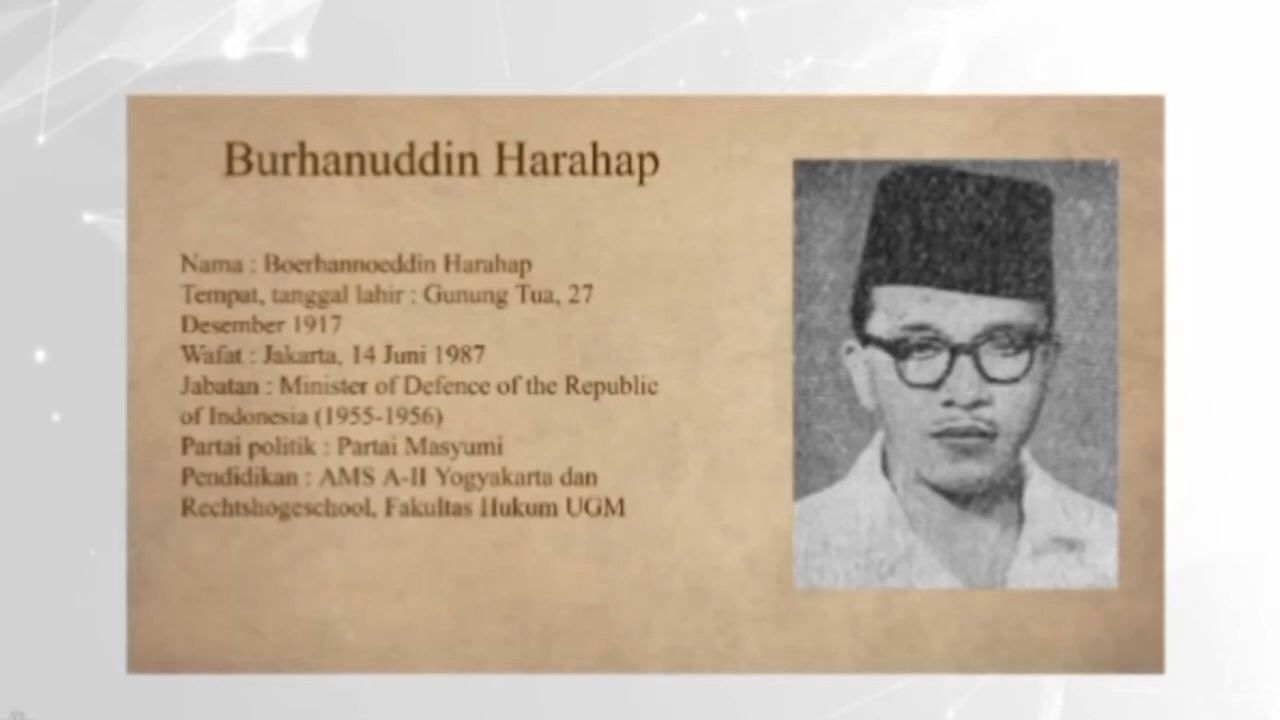 Burhanuddin Harahap
Nama : Boerhannoeddin Harahap
Tempat, tanggal lahir : Gunung Tua, 27
Desember 1917
Wafat : Jakarta, 14 Juni 1987
Jabatan : Minister of Defence of the Republic
of Indonesia (1955-1956)
Partai politik : Partai Masyumi
Pendidikan : AMS A-II Yogyakarta dan
Rechtshogeschool, Fakultas Hukum UGM